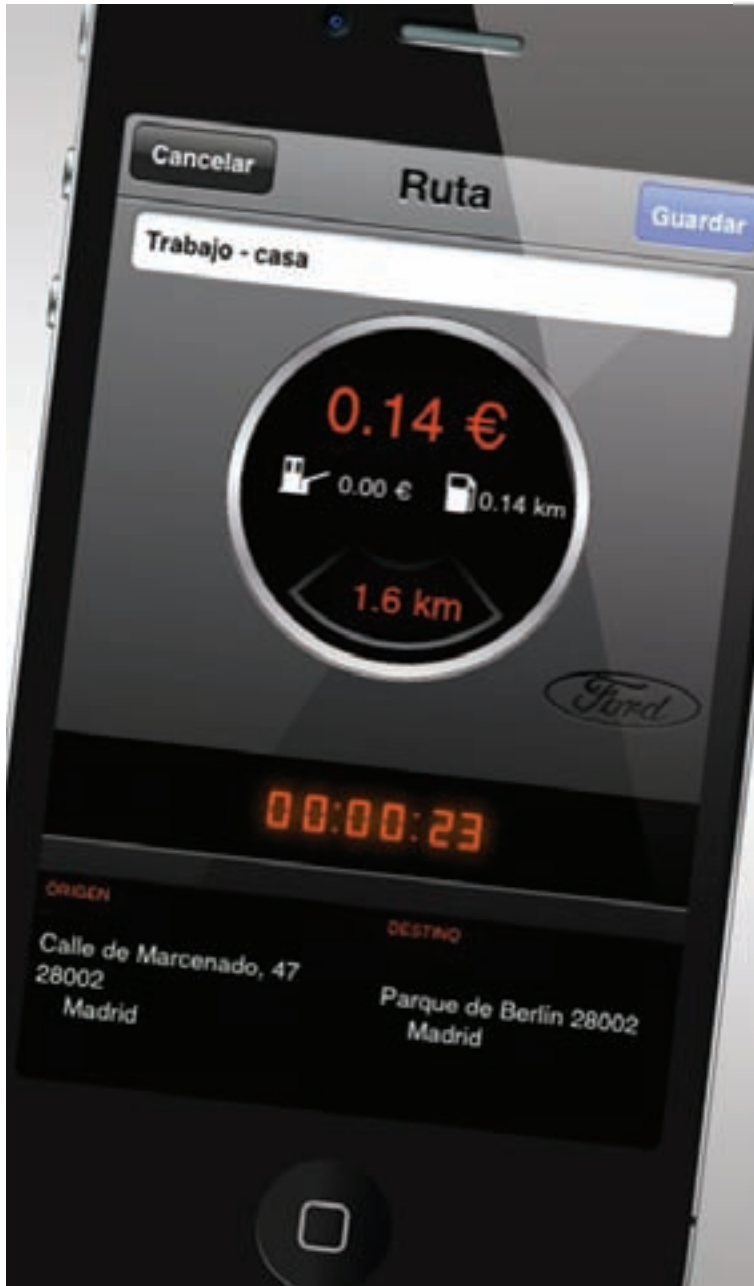 Cancelar
Ruta
Guardar
Trabajo - casa
0.14 €
0.00 €
0.14 km
1.6 km
Ford
00:00:23
ORIGEN
Calle de Marcenado, 47
28002
Madrid
DESTINO
Parque de Berlín 28002
Madrid